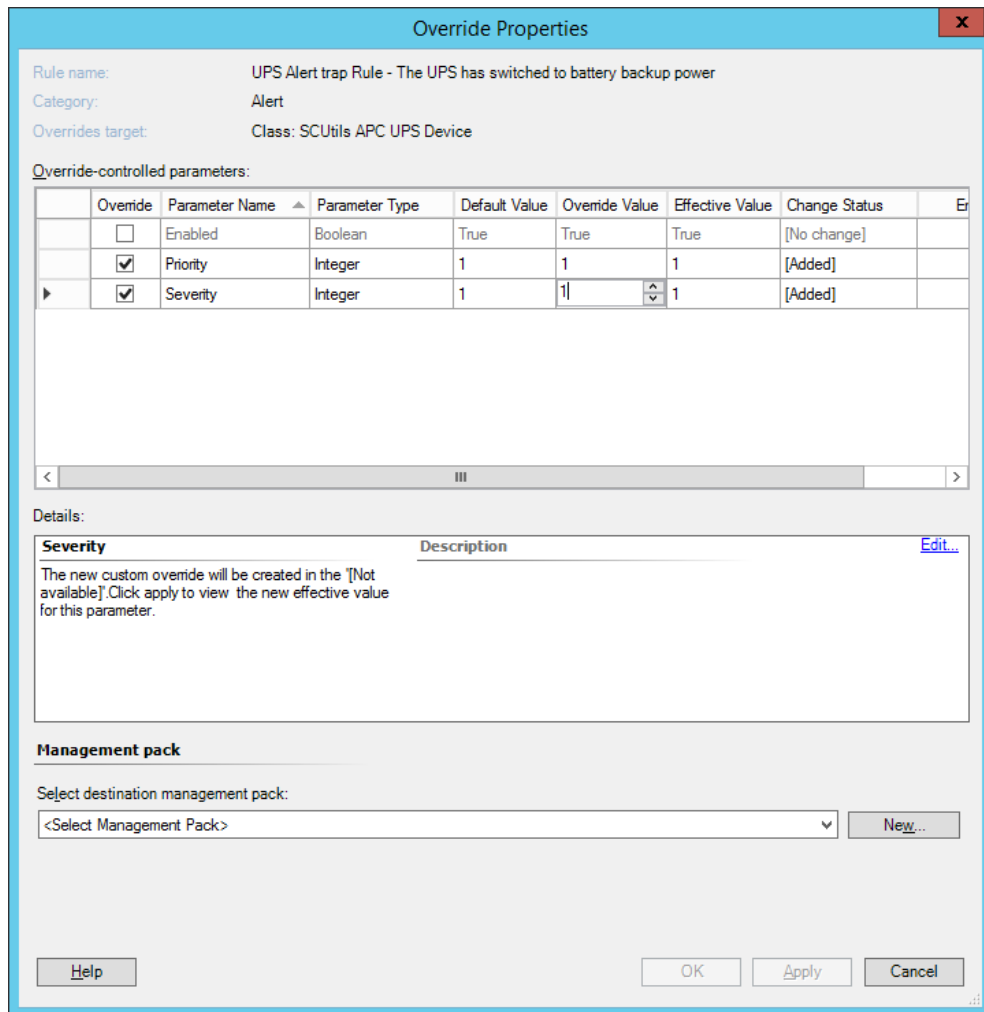 Override Properties
x
Rule name: UPS Alert trap Rule - The UPS has switched to battery backup power
Category: Alert
Overrides target: Class: SCUtils APC UPS Device
Override-controlled parameters:
Override Parameter Name Parameter Type Default Value Override Value Effective Value Change Status Er
Enabled Boolean True True True [No change]
Priority Integer 1 1 1 [Added]
Severity Integer 1 1 1 [Added]
Details:
Severity Description Edit...
The new custom override will be created in the '[Not
available]'.Click apply to view the new effective value
for this parameter.
Management pack
Select destination management pack:
<Select Management Pack> New...
Help OK Apply Cancel